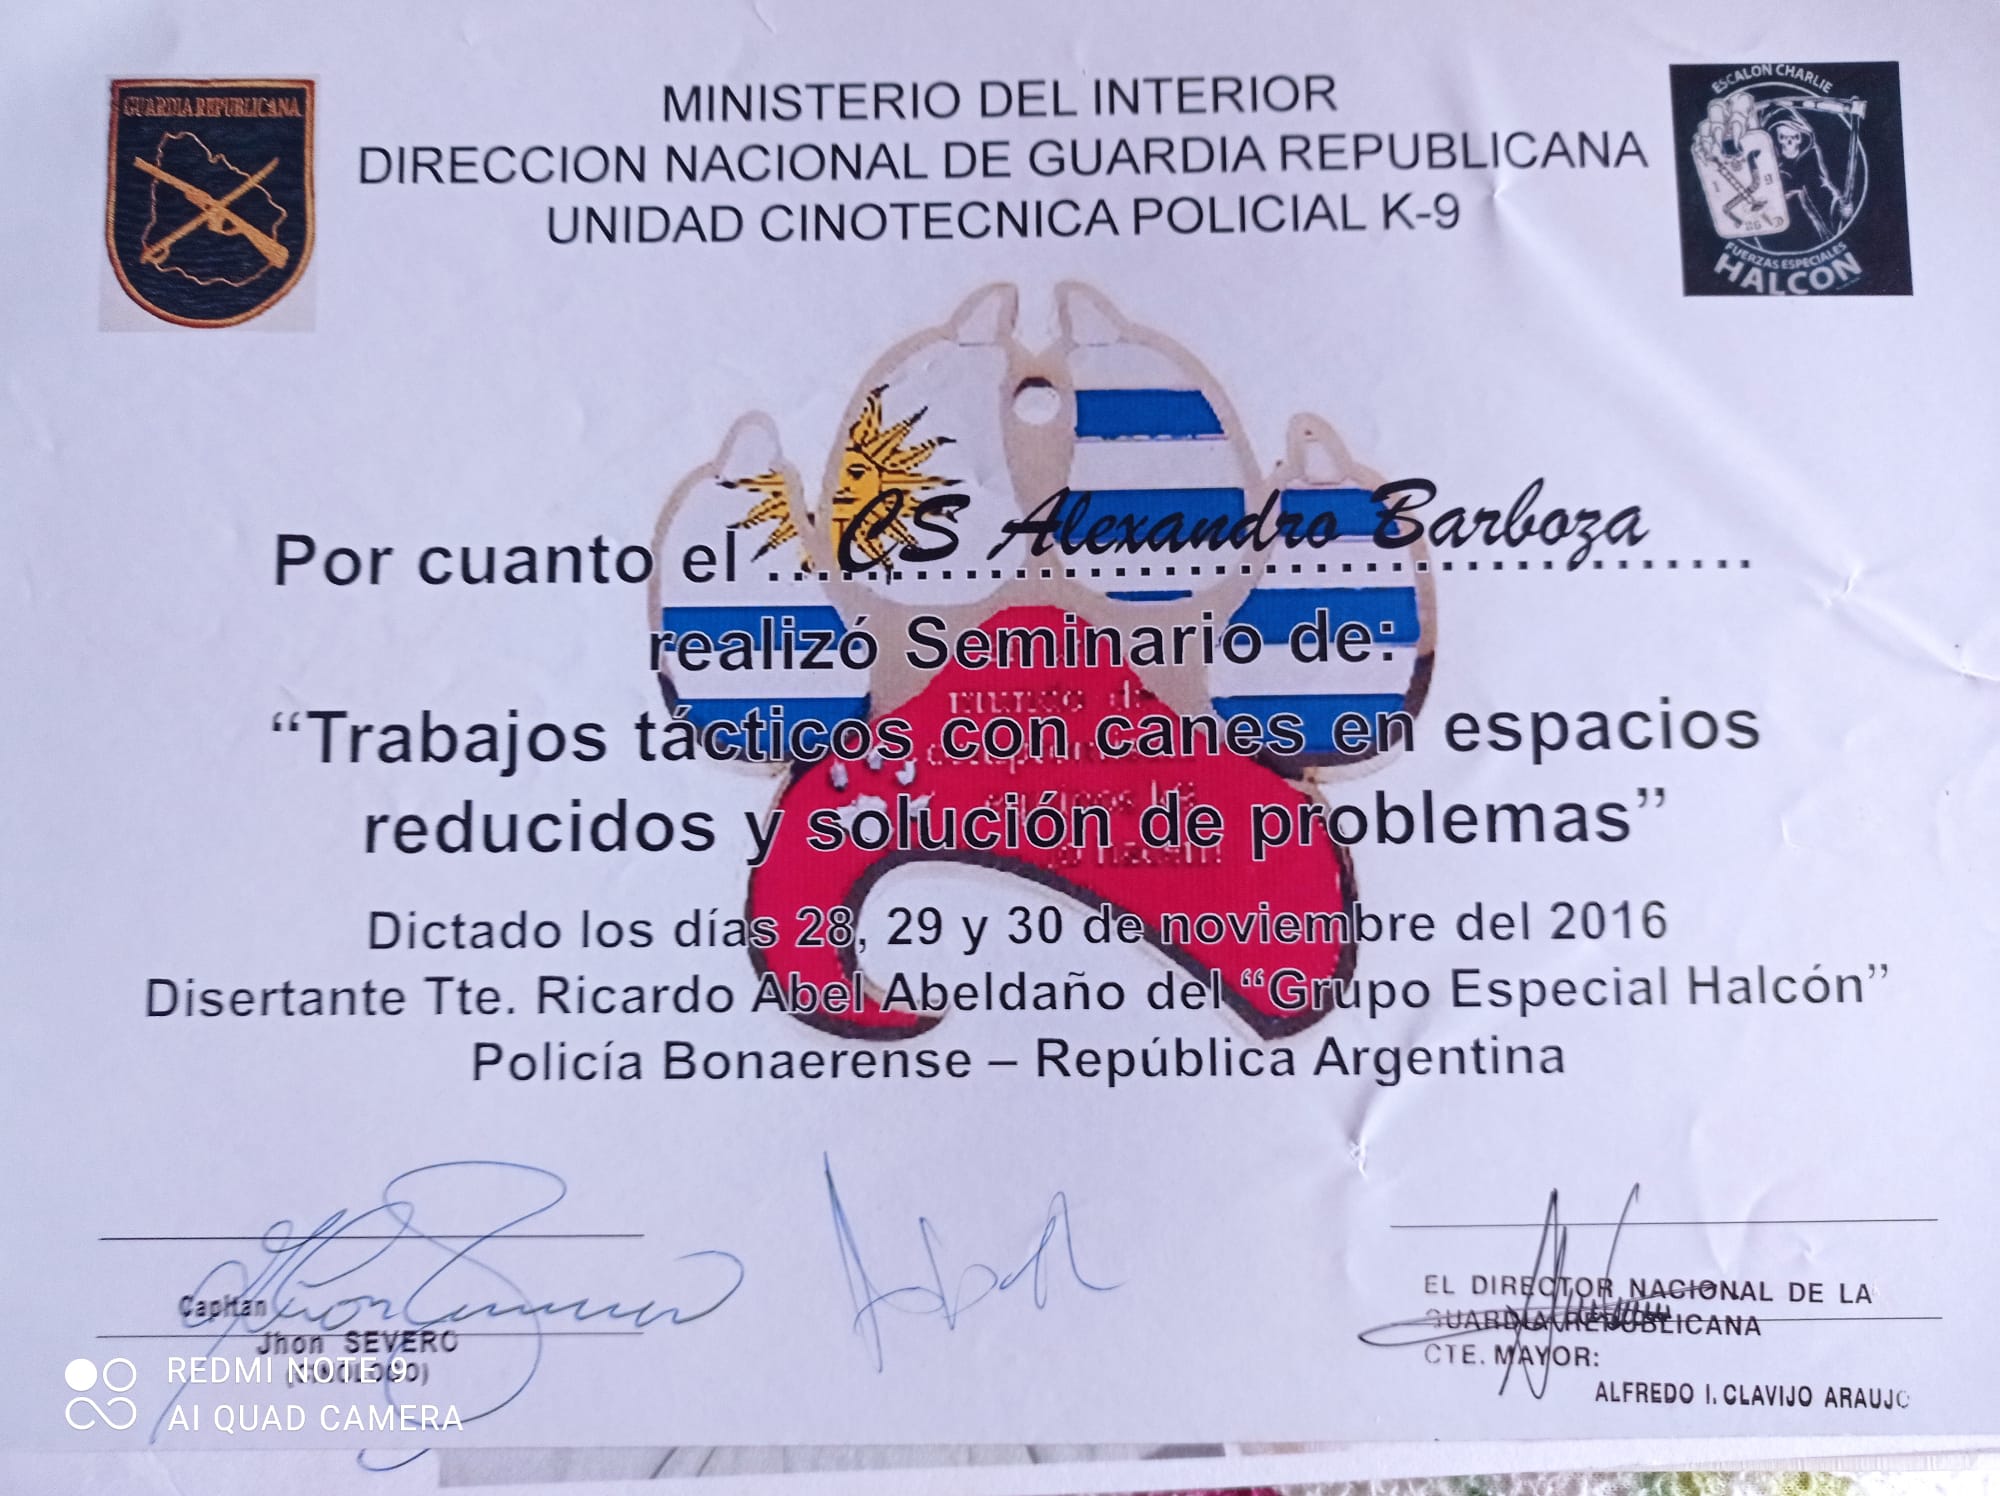 GUARDIA REPUBLICANA
MINISTERIO DEL INTERIOR
DIRECCION NACIONAL DE GUARDIA REPUBLICANA
UNIDAD CINOTECNICA POLICIAL K-9
ESCALON CHARLIE
FUERZAS ESPECIALES
HALCON
Por cuanto el CS Alexandro Barboza
realizó Seminario de:
“Trabajos tácticos con canes en espacios
reducidos y solución de problemas”
Dictado los días 28, 29 y 30 de noviembre del 2016
Disertante Tte. Ricardo Abel Abeldaño del “Grupo Especial Halcón”
Policía Bonaerense – República Argentina
Capitan
Jhon SEVERO
(CINOLOGO)
EL DIRECTOR NACIONAL DE LA
GUARDIA REPUBLICANA
CTE. MAYOR:
ALFREDO I. CLAVIJO ARAUJO
REDMI NOTE 9
AI QUAD CAMERA